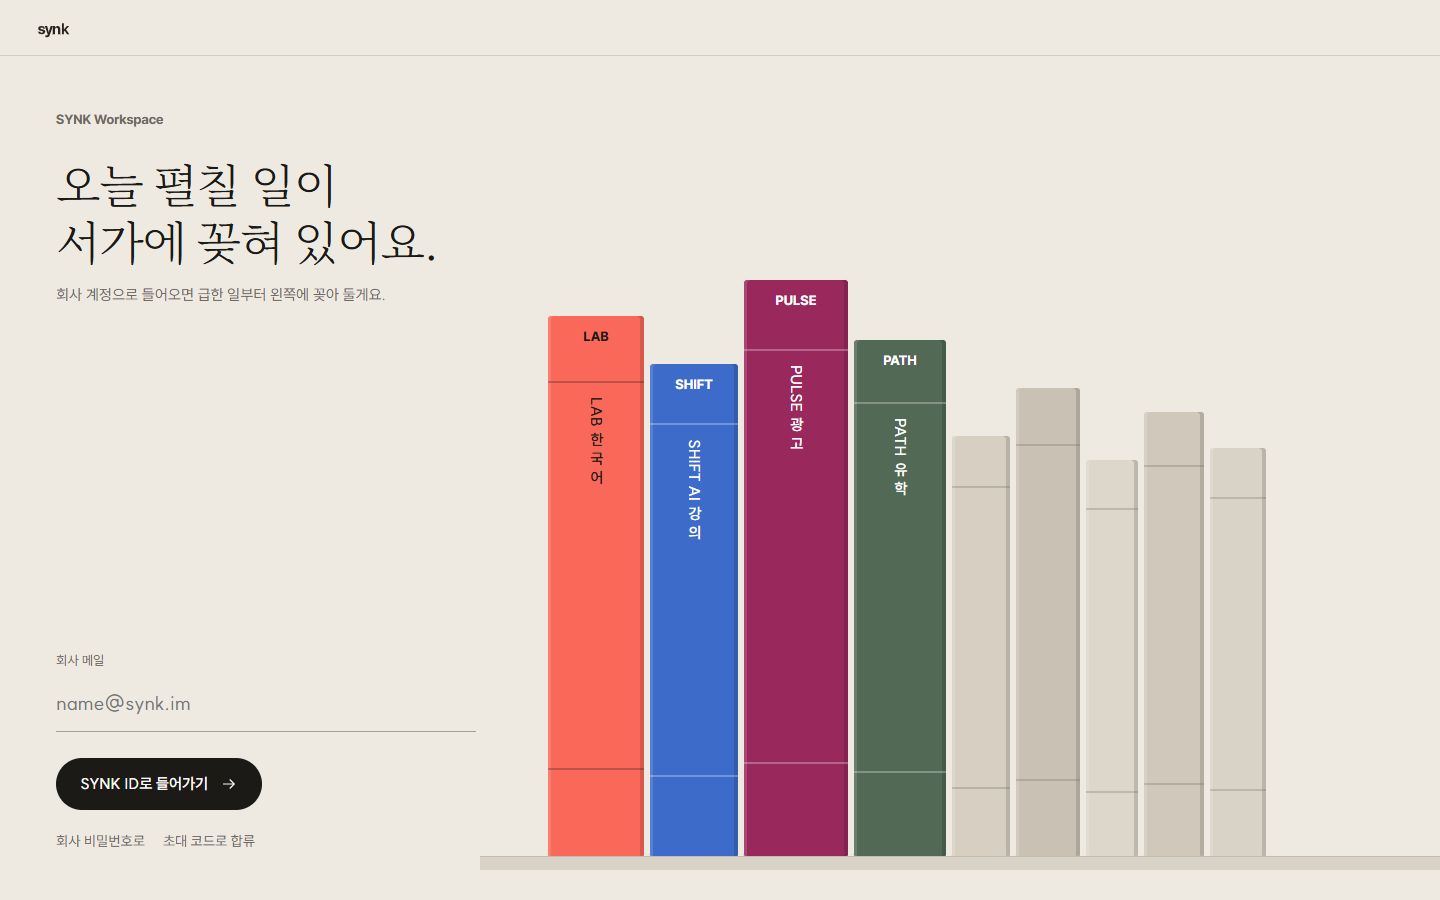 synk
SYNK Workspace
오늘 펼칠 일이
서가에 꽂혀 있어요.
회사 계정으로 들어오면 급한 일부터 왼쪽에 꽂아 둘게요.
LAB
LAB 한국어
SHIFT
SHIFT AI 강의
PULSE
PULSE 광고
PATH
PATH 유학
회사 메일
name@synk.im
SYNK ID로 들어가기 →
회사 비밀번호로 초대 코드로 합류